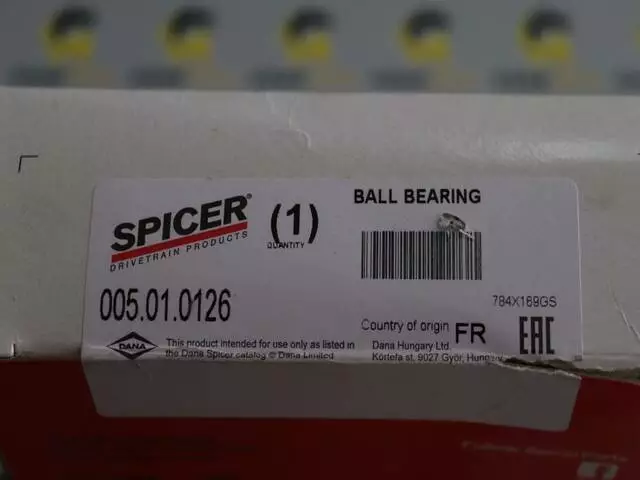 SPICER®
DRIVETRAIN PRODUCTS
(1)
QUANTITY
BALL BEARING
005.01.0126
784X169GS
Country of origin FR
EAC
DANA
This product intended for use only as listed in
the Dana Spicer catalog © Dana Limited
Dana Hungary Ltd.
Körtefa st. 9027 Győr, Hungary